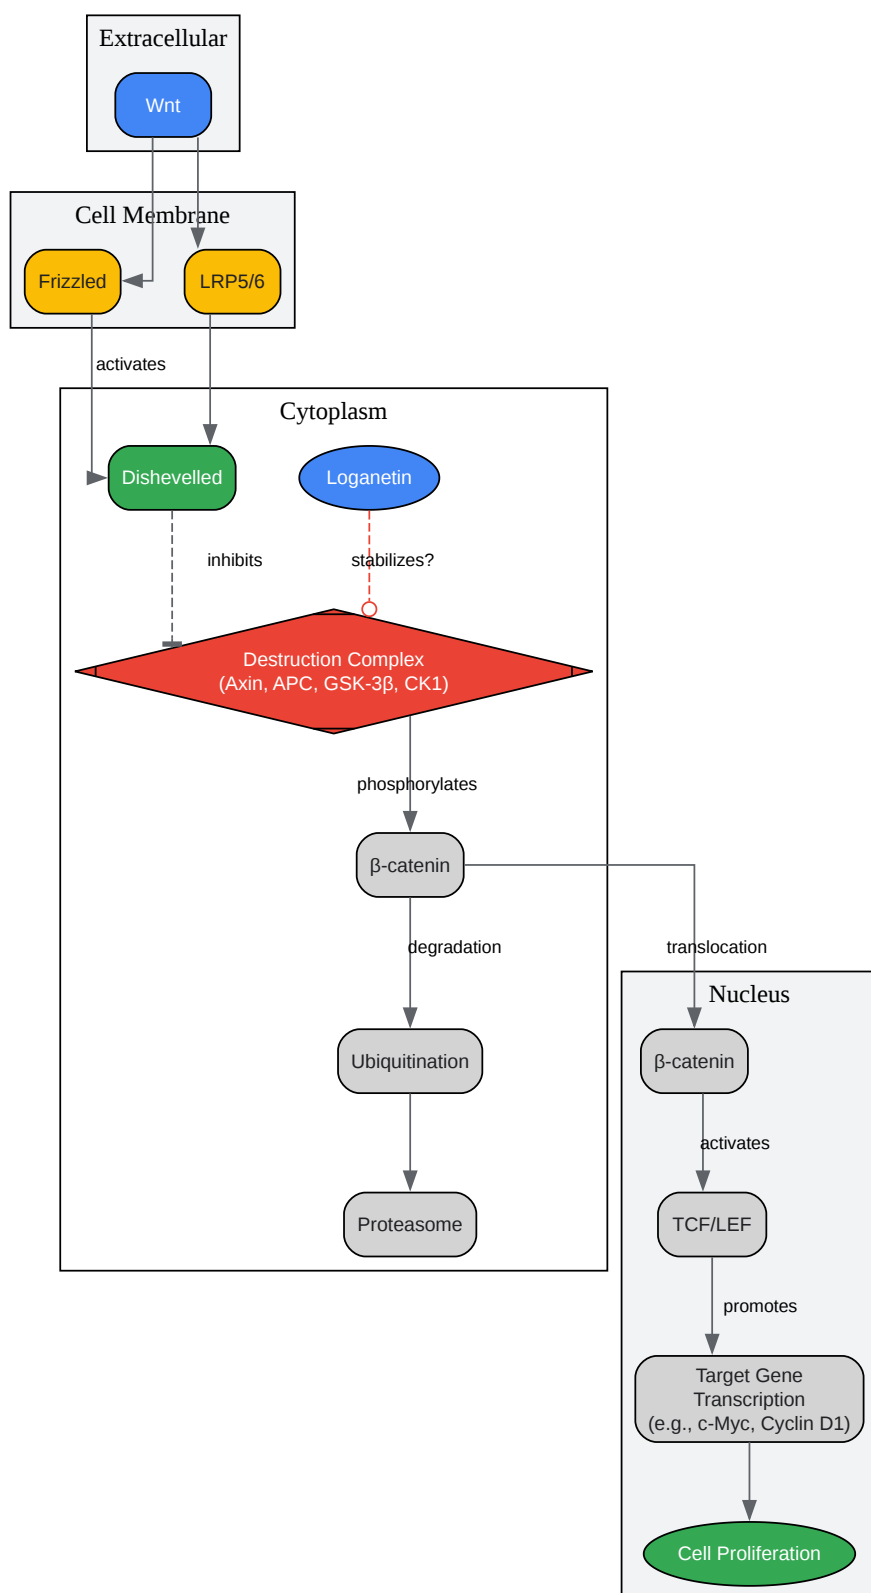 Extracellular
Wnt
Cell Membrane
Frizzled
LRP5/6
activates
Cytoplasm
Dishevelled
Loganetin
inhibits
stabilizes?
Destruction Complex
(Axin, APC, GSK-3β, CK1)
phosphorylates
β-catenin
degradation
translocation
Nucleus
Ubiquitination
β-catenin
activates
Proteasome
TCF/LEF
promotes
Target Gene
Transcription
(e.g., c-Myc, Cyclin D1)
Cell Proliferation